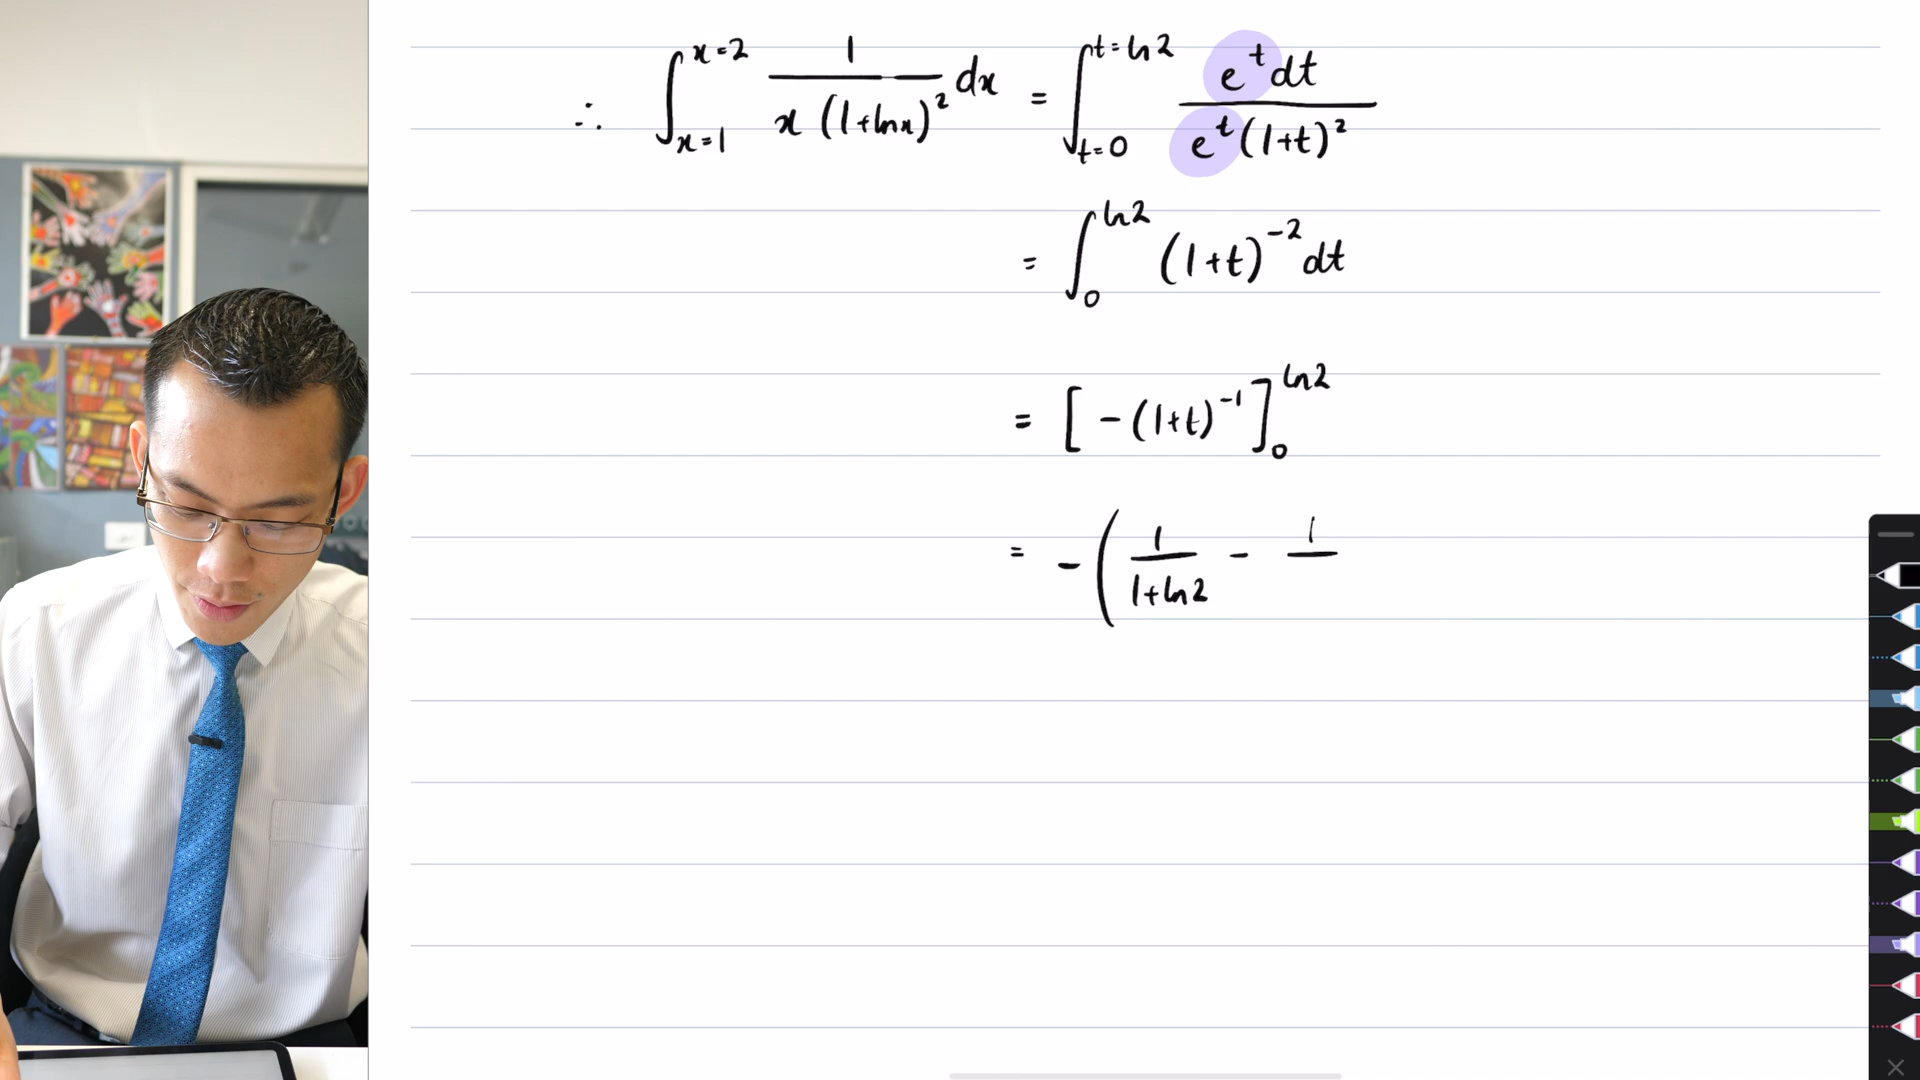 ∴ ∫_{x=1}^{x=2} 1/(x(1+lnx)²) dx = ∫_{t=0}^{t=ln2} e^t dt/(e^t(1+t)²)
= ∫_0^{ln2} (1+t)^{-2} dt
= [-(1+t)^{-1}]_0^{ln2}
= -(1/(1+ln2) - 1/